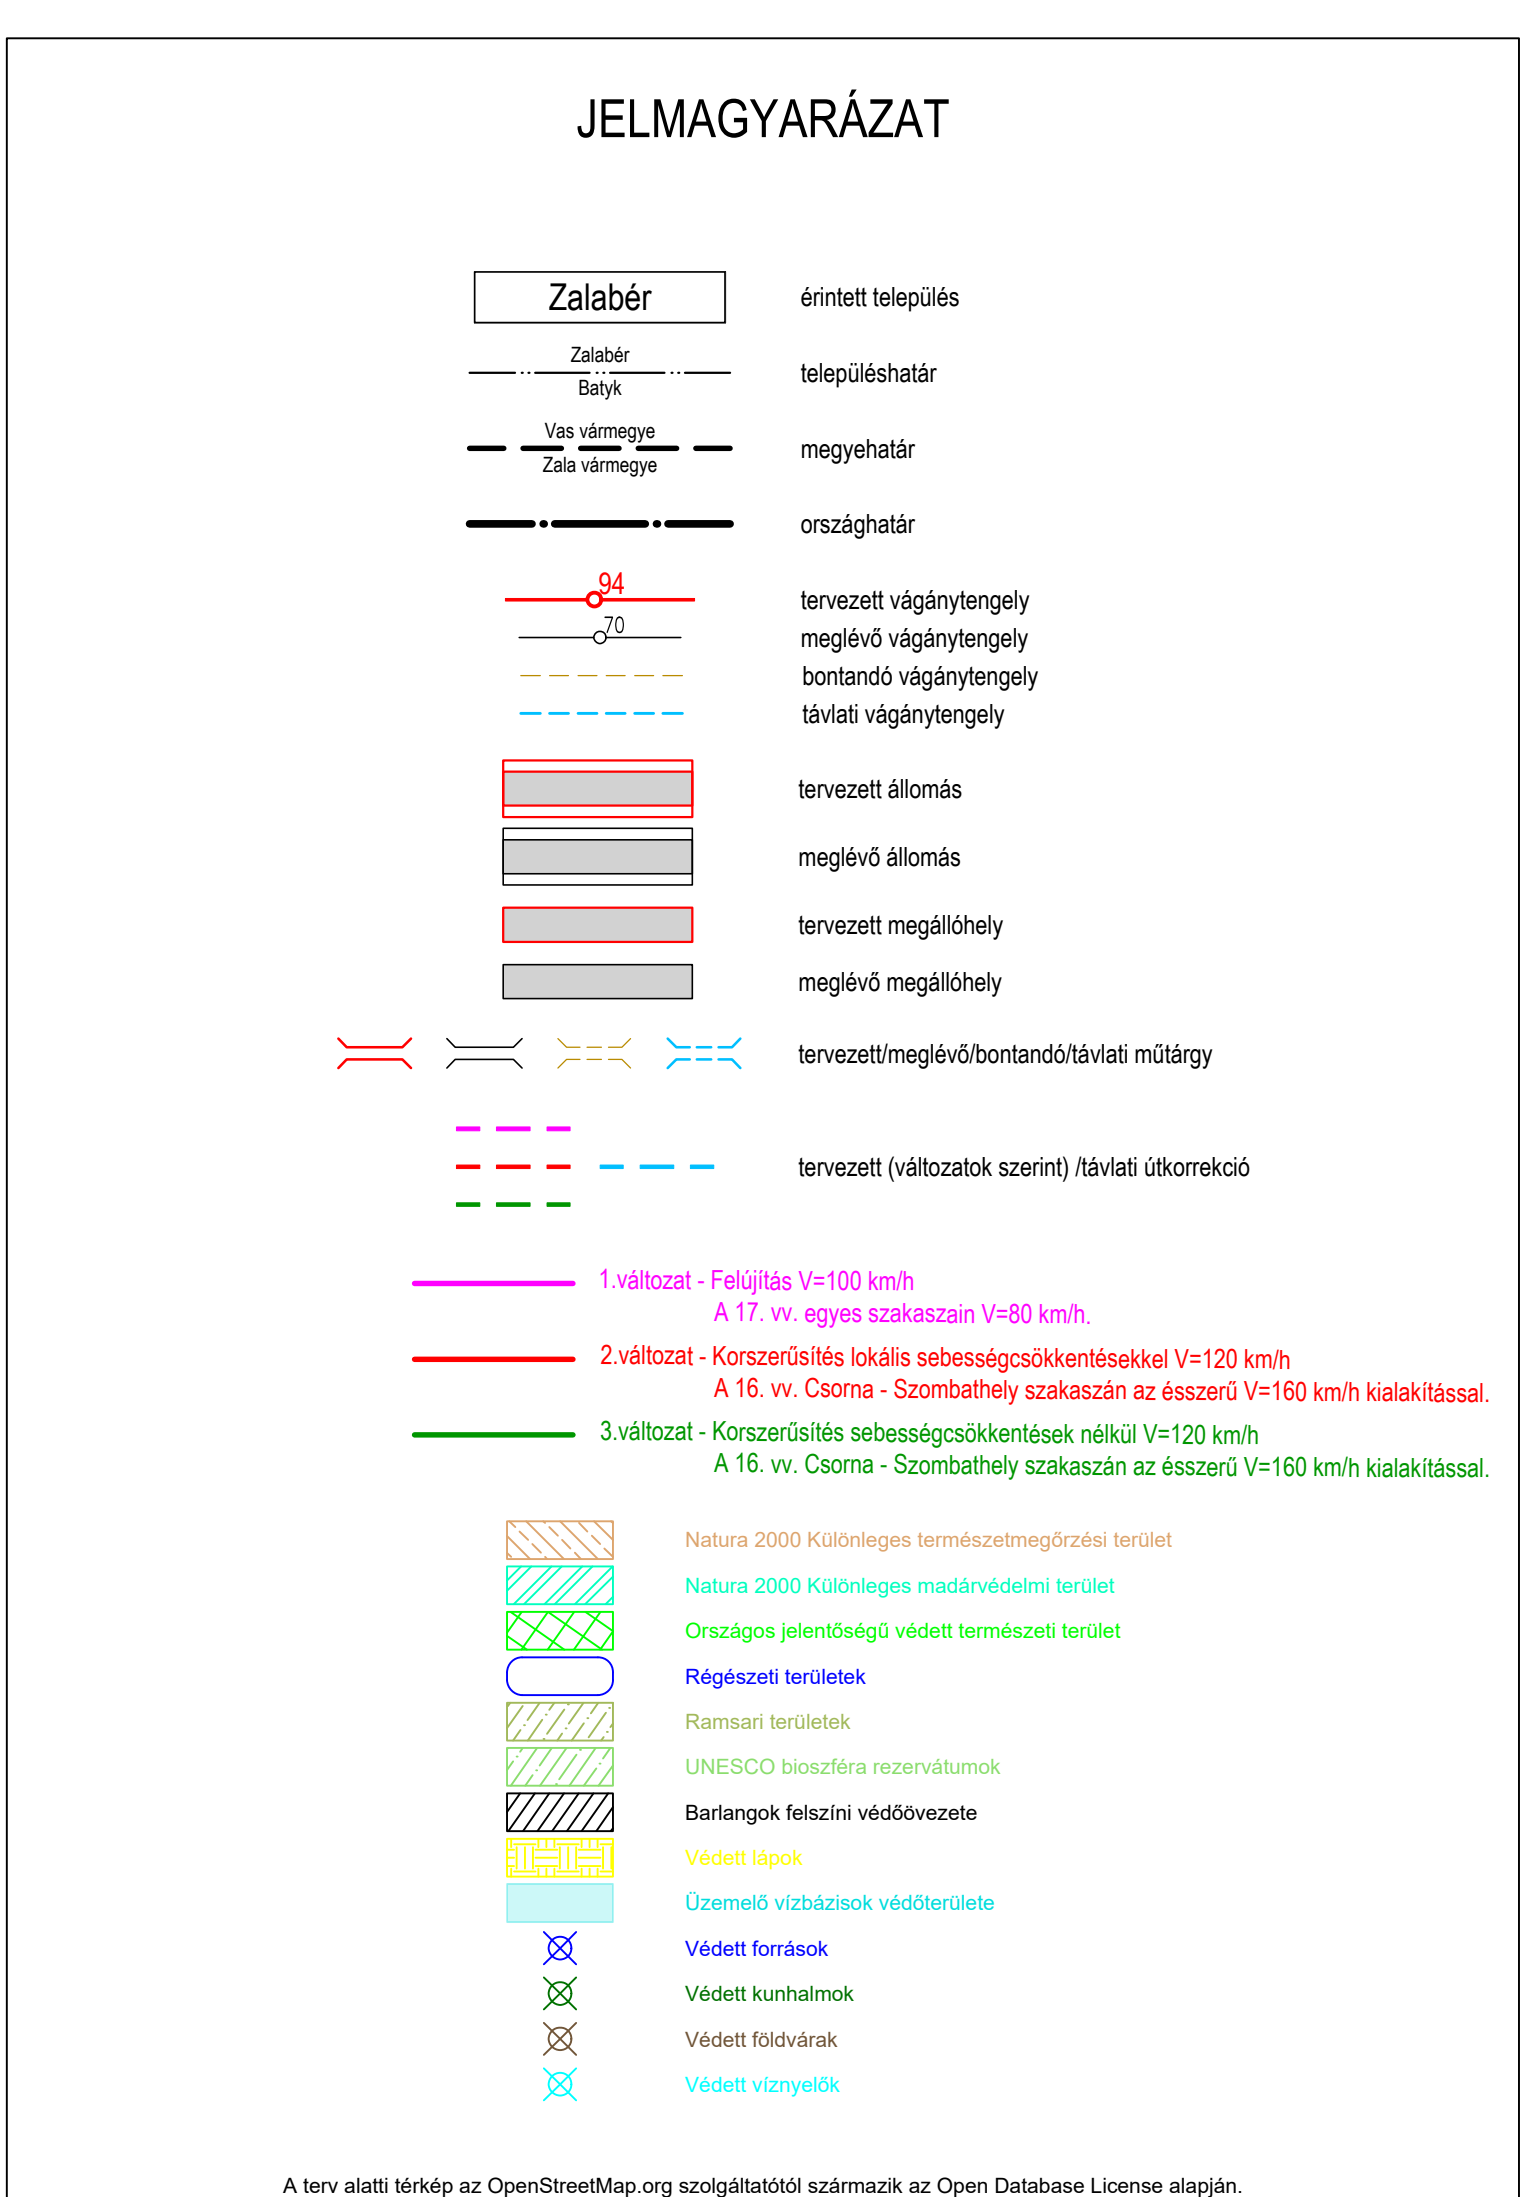 JELMAGYARÁZAT
Zalabér érintett település
Zalabér
Batyk
településhatár
Vas vármegye
Zala vármegye
megyehatár
országhatár
94 tervezett vágánytengely
70 meglévő vágánytengely
bontandó vágánytengely
távlati vágánytengely
tervezett állomás
meglévő állomás
tervezett megállóhely
meglévő megállóhely
tervezett/meglévő/bontandó/távlati műtárgy
tervezett (változatok szerint) /távlati útkorrekció
1.változat - Felújítás V=100 km/h
A 17. vv. egyes szakaszain V=80 km/h.
2.változat - Korszerűsítés lokális sebességcsökkentésekkel V=120 km/h
A 16. vv. Csorna - Szombathely szakaszán az ésszerű V=160 km/h kialakítással.
3.változat - Korszerűsítés sebességcsökkentések nélkül V=120 km/h
A 16. vv. Csorna - Szombathely szakaszán az ésszerű V=160 km/h kialakítással.
Natura 2000 Különleges természetmegőrzési terület
Natura 2000 Különleges madárvédelmi terület
Országos jelentőségű védett természeti terület
Régészeti területek
Ramsari területek
UNESCO bioszféra rezervátumok
Barlangok felszíni védőövezete
Védett lápok
Üzemelő vízbázisok védőterülete
Védett források
Védett kunhalmok
Védett földvárak
Védett víznyelők
A terv alatti térkép az OpenStreetMap.org szolgáltatótól származik az Open Database License alapján.